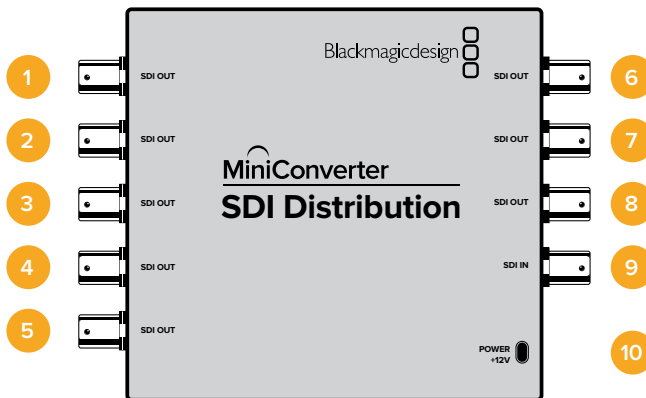 Blackmagicdesign
1 SDI OUT SDI OUT 6
2 SDI OUT SDI OUT 7
MiniConverter
3 SDI OUT SDI Distribution SDI OUT 8
4 SDI OUT SDI IN 9
5 SDI OUT
POWER
+12V
10